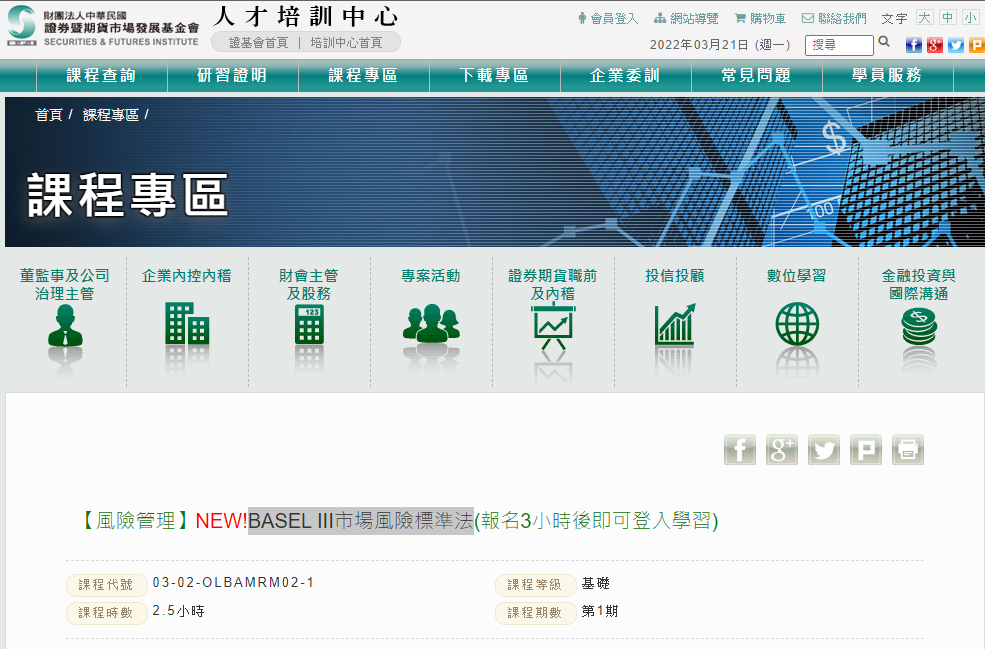 財團法人中華民國
證券暨期貨市場發展基金會
SECURITIES & FUTURES INSTITUTE
人才培訓中心
證基會首頁 | 培訓中心首頁
會員登入 網站導覽 購物車 聯絡我們 文字 大 中 小
2022年03月21日 (週一) 搜尋
課程查詢 研習證明 課程專區 下載專區 企業委訓 常見問題 學員服務
首頁 / 課程專區 /
課程專區
董監事及公司
治理主管
企業內控內稽
財會主管
及股務
專案活動
證券期貨職前
及內稽
投信投顧
數位學習
金融投資與
國際溝通
【風險管理】NEW!BASEL III市場風險標準法(報名3小時後即可登入學習)
課程代號 03-02-OLBAMRM02-1 課程等級 基礎
課程時數 2.5小時 課程期數 第1期